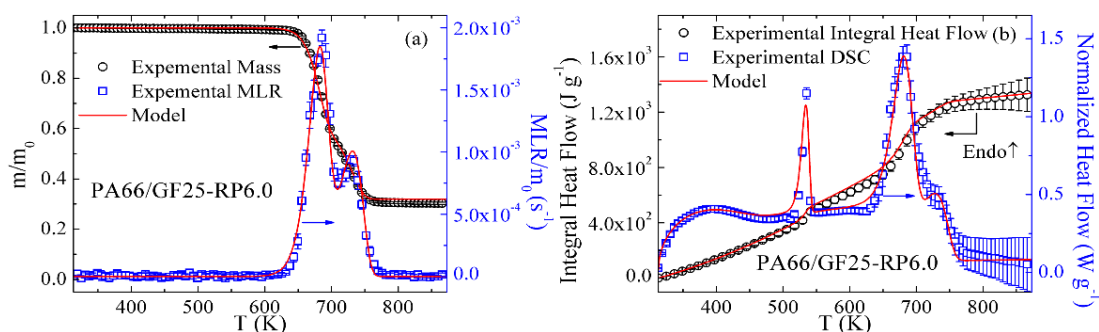 (a)
Expemental Mass
Expemental MLR
Model
PA66/GF25-RP6.0
m/m0
1.0
0.8
0.6
0.4
0.2
0.0
T (K)
400 500 600 700 800
MLR/m0 (s-1)
2.0x10-3
1.5x10-3
1.0x10-3
5.0x10-4
0.0
Experimental Integral Heat Flow (b)
Experimental DSC
Model
Endo↑
PA66/GF25-RP6.0
Integral Heat Flow (J g-1)
1.6x103
1.2x103
8.0x102
4.0x102
0.0
T (K)
400 500 600 700 800
Normalized Heat Flow (W g-1)
1.5
1.0
0.5
0.0